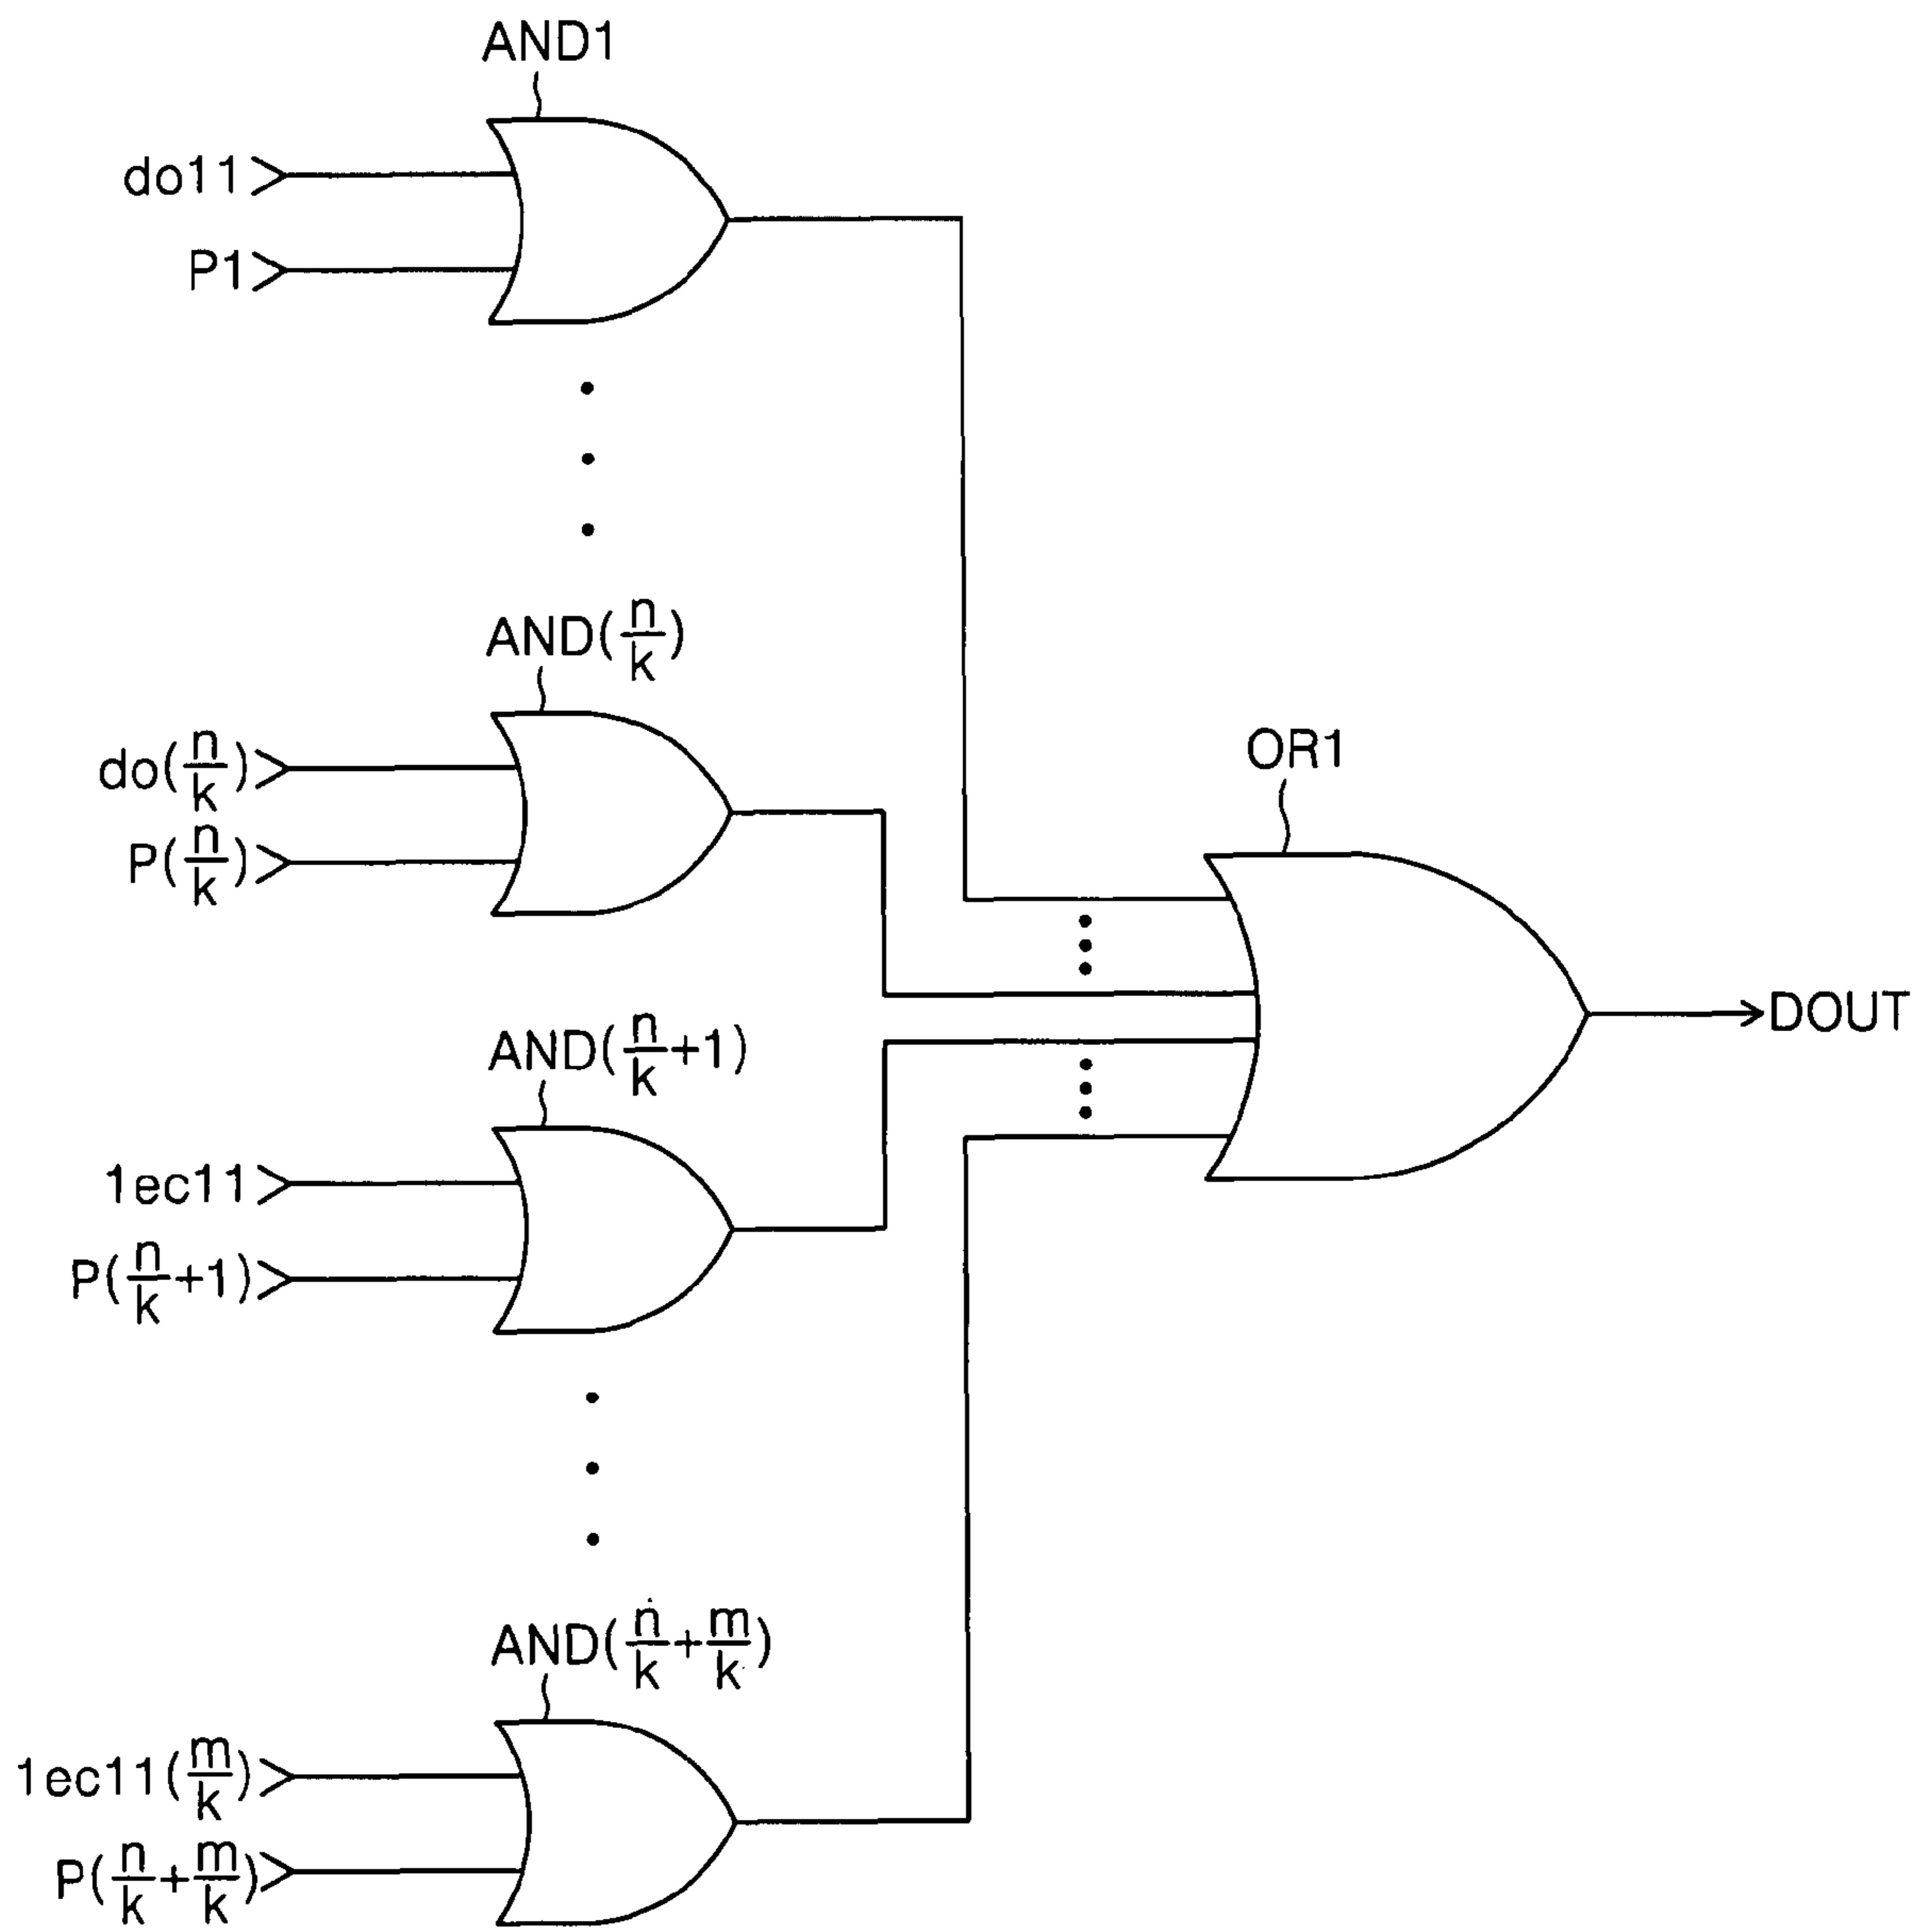 AND1
do11
P1
AND(n/k)
do(n/k)
P(n/k)
OR1
DOUT
AND(n/k+1)
1ec11
P(n/k+1)
AND(n/k+m/k)
1ec11(m/k)
P(n/k+m/k)